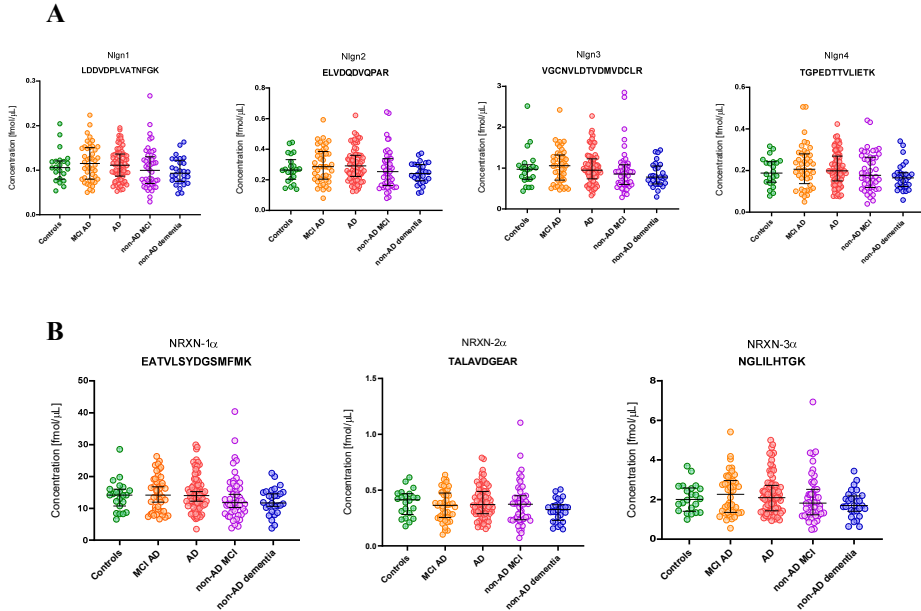 A
Nlgn1
LDDVDPLVATNFGK
Concentration [fmol/μL]
0.3
0.2
0.1
0.0
Controls
MCI AD
AD
non-AD MCI
non-AD dementia
Nlgn2
ELVDQDVQPAR
Concentration [fmol/μL]
0.8
0.6
0.4
0.2
0.0
Controls
MCI AD
AD
non-AD MCI
non-AD dementia
Nlgn3
VGCNVLDTVDMVDCLR
Concentration [fmol/μL]
3
2
1
0
Controls
MCI AD
AD
non-AD MCI
non-AD dementia
Nlgn4
TGPEDTTVLIETK
Concentration [fmol/μL]
0.6
0.4
0.2
0.0
Controls
MCI AD
AD
non-AD MCI
non-AD dementia
B
NRXN-1α
EATVLSYDGSMFMK
Concentration [fmol/μL]
50
40
30
20
10
0
Controls
MCI AD
AD
non-AD MCI
non-AD dementia
NRXN-2α
TALAVDGEAR
Concentration [fmol/μL]
1.5
1.0
0.5
0.0
Controls
MCI AD
AD
non-AD MCI
non-AD dementia
NRXN-3α
NGLILHTGK
Concentration [fmol/μL]
8
6
4
2
0
Controls
MCI AD
AD
non-AD MCI
non-AD dementia